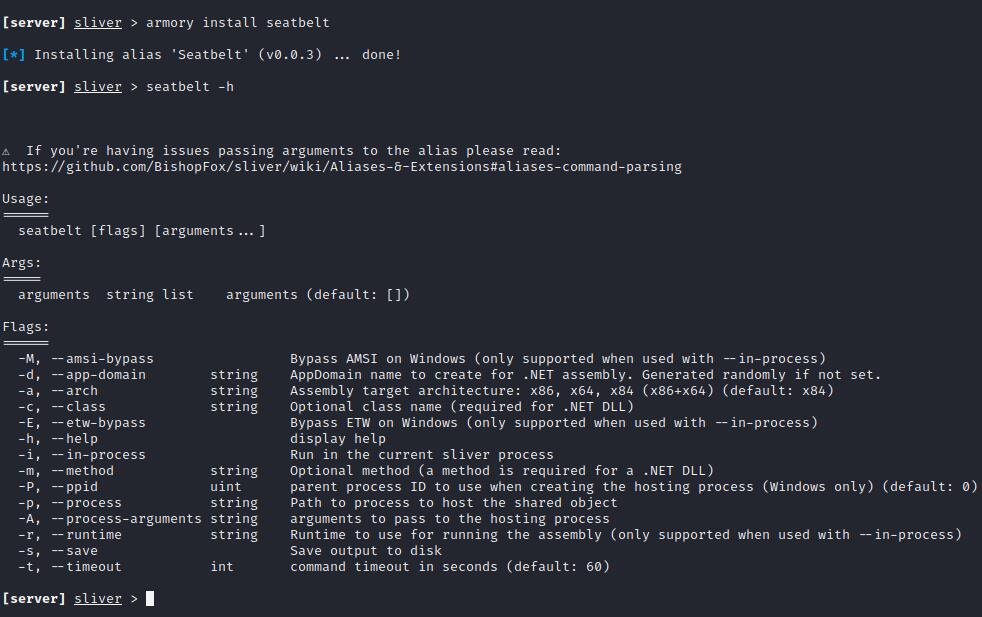 [server] sliver > armory install seatbelt
[*] Installing alias 'Seatbelt' (v0.0.3) ... done!
[server] sliver > seatbelt -h
⚠ If you're having issues passing arguments to the alias please read:
https://github.com/BishopFox/sliver/wiki/Aliases-&-Extensions#aliases-command-parsing
Usage:
======
seatbelt [flags] [arguments...]
Args:
=====
arguments string list arguments (default: [])
Flags:
======
-M, --amsi-bypass Bypass AMSI on Windows (only supported when used with --in-process)
-d, --app-domain string AppDomain name to create for .NET assembly. Generated randomly if not set.
-a, --arch string Assembly target architecture: x86, x64, x84 (x86+x64) (default: x84)
-c, --class string Optional class name (required for .NET DLL)
-E, --etw-bypass Bypass ETW on Windows (only supported when used with --in-process)
-h, --help display help
-i, --in-process Run in the current sliver process
-m, --method string Optional method (a method is required for a .NET DLL)
-P, --ppid uint parent process ID to use when creating the hosting process (Windows only) (default: 0)
-p, --process string Path to process to host the shared object
-A, --process-arguments string arguments to pass to the hosting process
-r, --runtime string Runtime to use for running the assembly (only supported when used with --in-process)
-s, --save Save output to disk
-t, --timeout int command timeout in seconds (default: 60)
[server] sliver >